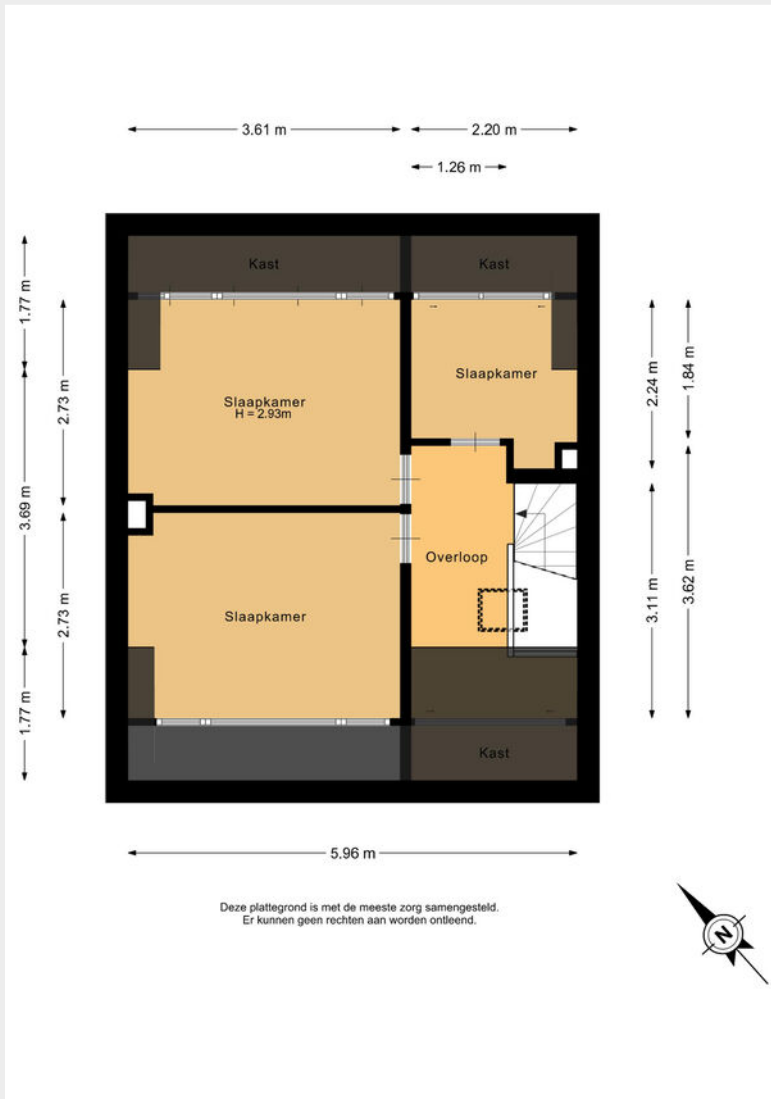 3.61 m
2.20 m
1.26 m
Kast
Kast
1.77 m
2.73 m
2.24 m
1.84 m
Slaapkamer
Slaapkamer
H = 2.93m
3.69 m
Overloop
3.11 m
3.62 m
2.73 m
Slaapkamer
1.77 m
Kast
5.96 m
Deze plattegrond is met de meeste zorg samengesteld.
Er kunnen geen rechten aan worden ontleend.
N